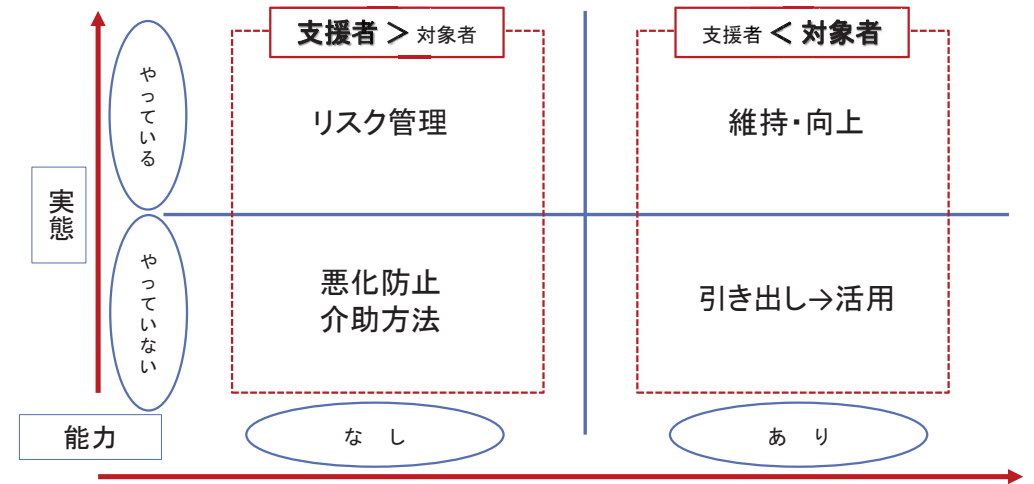 支援者 > 対象者
支援者 < 対象者
やっている
リスク管理
維持・向上
実態
やっていない
悪化防止
介助方法
引き出し→活用
能力
なし
あり